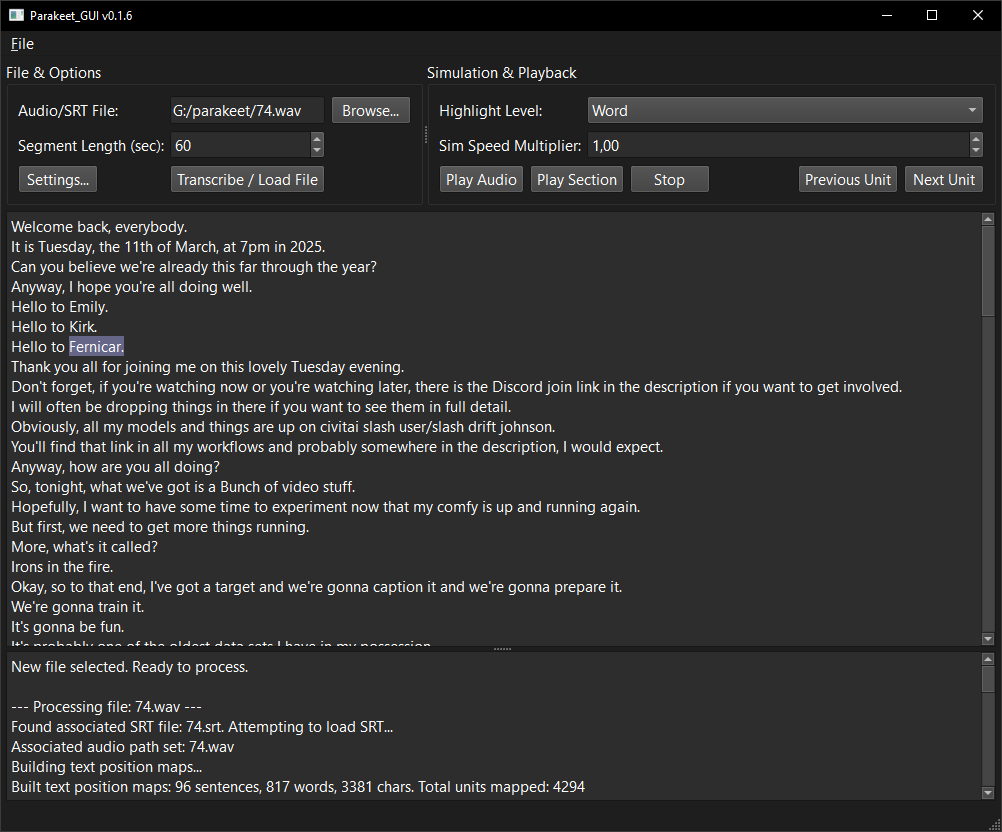 Parakeet_GUI v0.1.6
File
File & Options
Audio/SRT File:
G:/parakeet/74.wav
Browse...
Segment Length (sec):
60
Settings...
Transcribe / Load File
Simulation & Playback
Highlight Level:
Word
Sim Speed Multiplier:
1,00
Play Audio
Play Section
Stop
Previous Unit
Next Unit
Welcome back, everybody.
It is Tuesday, the 11th of March, at 7pm in 2025.
Can you believe we're already this far through the year?
Anyway, I hope you're all doing well.
Hello to Emily.
Hello to Kirk.
Hello to Fernicar.
Thank you all for joining me on this lovely Tuesday evening.
Don't forget, if you're watching now or you're watching later, there is the Discord join link in the description if you want to get involved.
I will often be dropping things in there if you want to see them in full detail.
Obviously, all my models and things are up on civitai slash user/slash drift johnson.
You'll find that link in all my workflows and probably somewhere in the description, I would expect.
Anyway, how are you all doing?
So, tonight, what we've got is a Bunch of video stuff.
Hopefully, I want to have some time to experiment now that my comfy is up and running again.
But first, we need to get more things running.
More, what's it called?
Irons in the fire.
Okay, so to that end, I've got a target and we're gonna caption it and we're gonna prepare it.
We're gonna train it.
It's gonna be fun.
It's probably one of the oldest data sets I have in my possession.
New file selected. Ready to process.
--- Processing file: 74.wav ---
Found associated SRT file: 74.srt. Attempting to load SRT...
Associated audio path set: 74.wav
Building text position maps...
Built text position maps: 96 sentences, 817 words, 3381 chars. Total units mapped: 4294